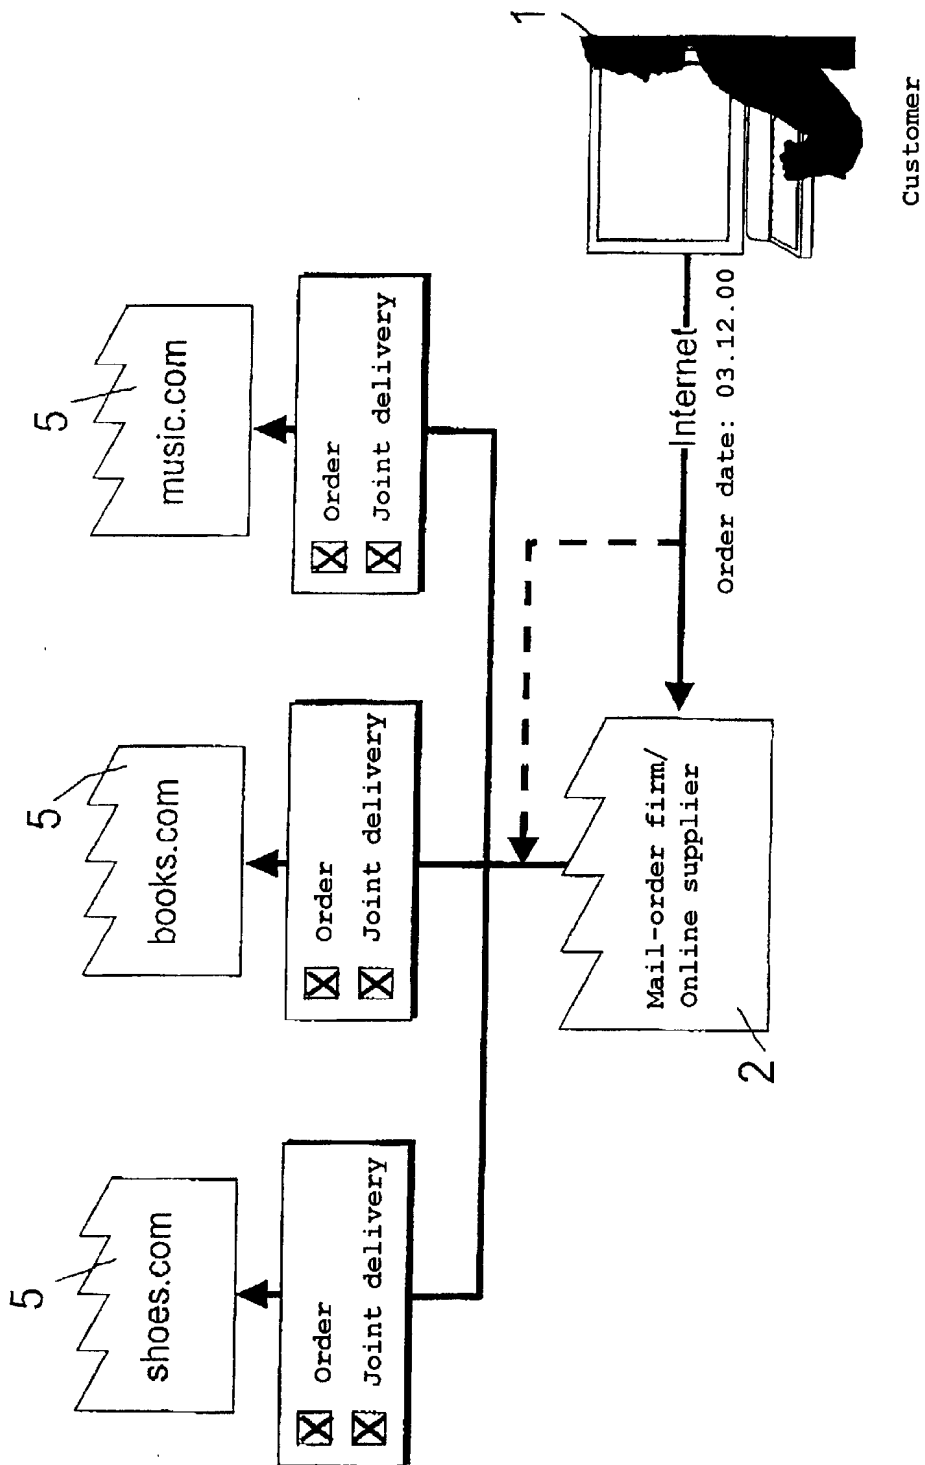 5
5
5
shoes.com
books.com
music.com
Order
Joint delivery
Order
Joint delivery
Order
Joint delivery
1
Mail-order firm/
Online supplier
2
Internet
Order date: 03.12.00
Customer